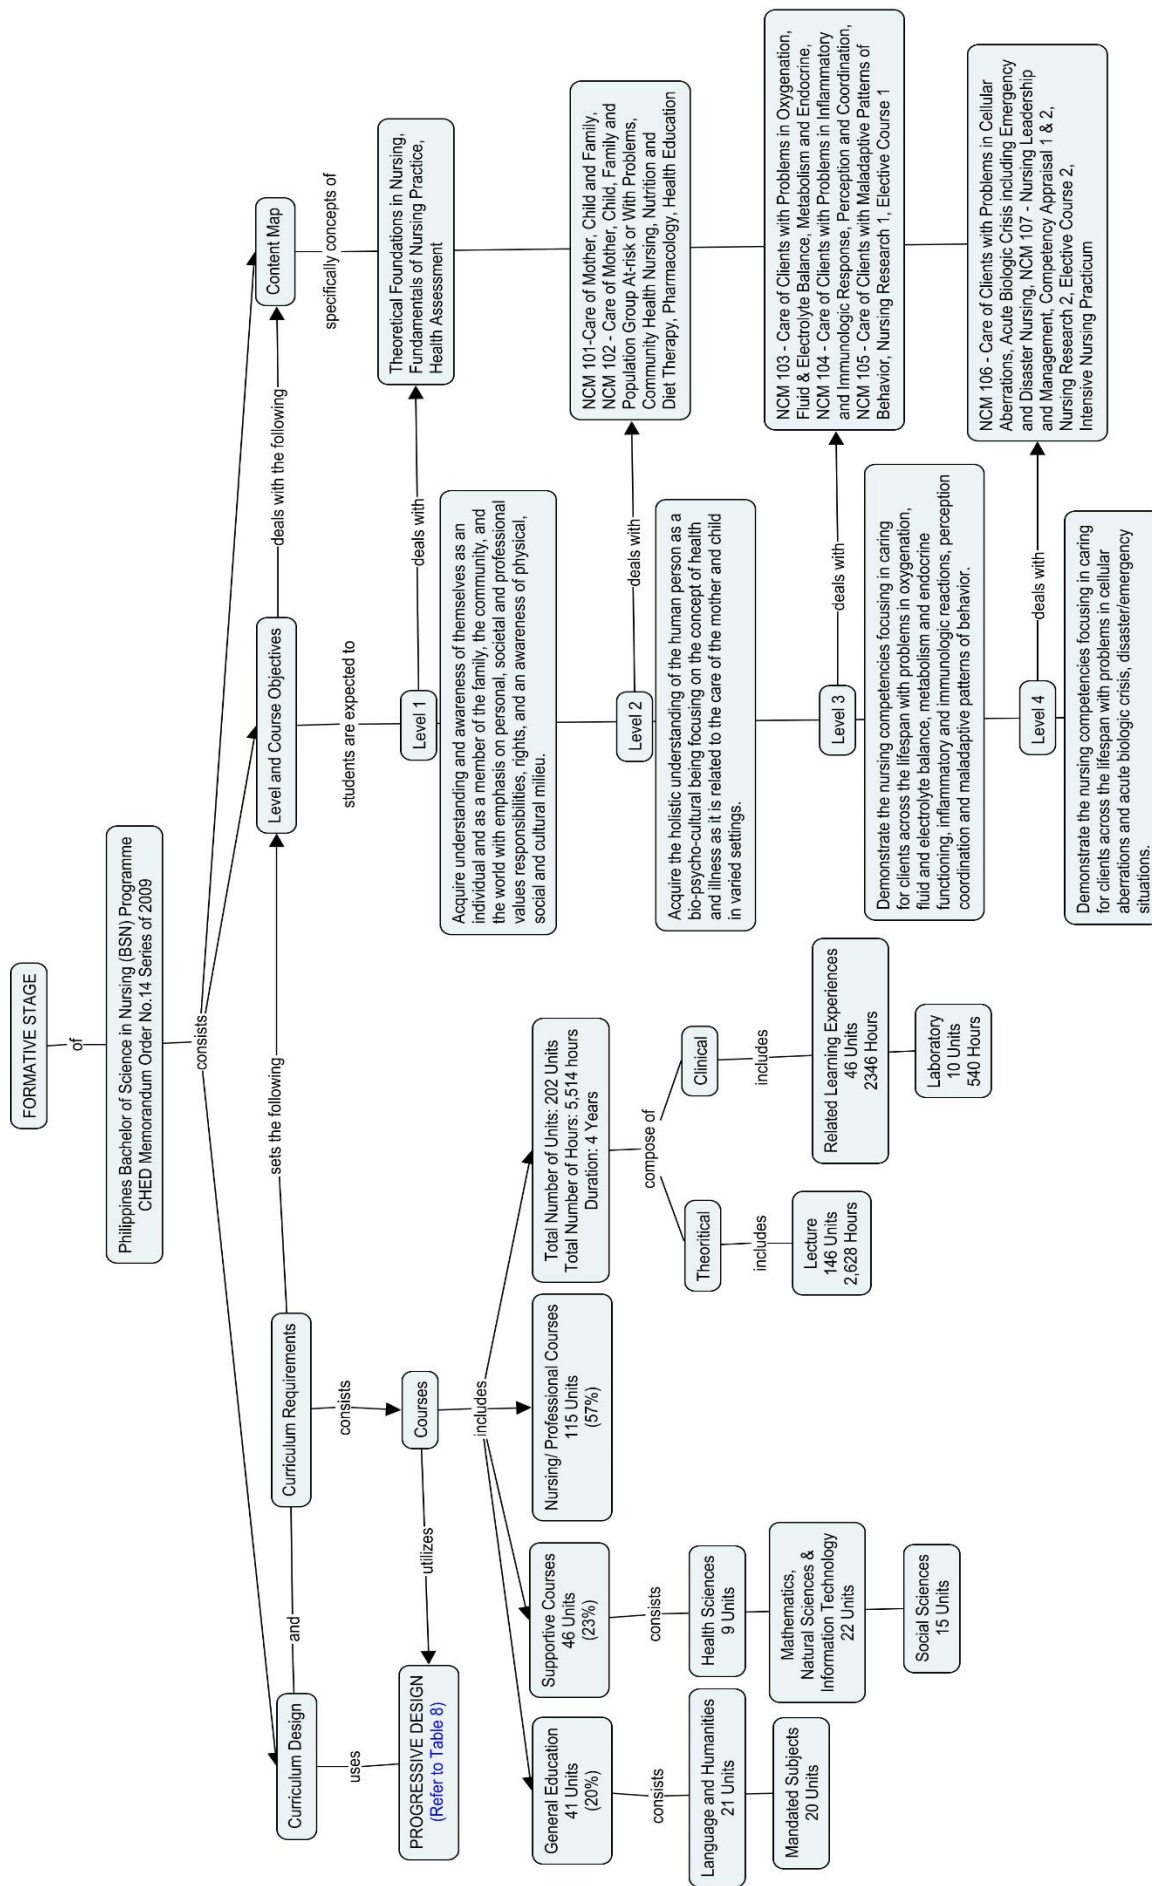 FORMATIVE STAGE
of
Philippines Bachelor of Science in Nursing (BSN) Programme
CHED Memorandum Order No.14 Series of 2009
consists
Curriculum Design
and
Curriculum Requirements
sets the following
Level and Course Objectives
deals with the following
Content Map
uses
consists
students are expected to
specifically concepts of
PROGRESSIVE DESIGN
(Refer to Table 8)
utilizes
Courses
includes
General Education
41 Units
(20%)
consists
Language and Humanities
21 Units
Mandated Subjects
20 Units
Supportive Courses
46 Units
(23%)
consists
Health Sciences
9 Units
Mathematics,
Natural Sciences &
Information Technology
22 Units
Social Sciences
15 Units
Nursing/ Professional Courses
115 Units
(57%)
Total Number of Units: 202 Units
Total Number of Hours: 5,514 hours
Duration: 4 Years
compose of
Theoritical
includes
Lecture
146 Units
2,628 Hours
Clinical
includes
Related Learning Experiences
46 Units
2346 Hours
Laboratory
10 Units
540 Hours
Level 1
deals with
Acquire understanding and awareness of themselves as an
individual and as a member of the family, the community, and
the world with emphasis on personal, societal and professional
values responsibilities, rights, and an awareness of physical,
social and cultural milieu.
Theoretical Foundations in Nursing,
Fundamentals of Nursing Practice,
Health Assessment
Level 2
deals with
Acquire the holistic understanding of the human person as a
bio-psycho-cultural being focusing on the concept of health
and illness as it is related to the care of the mother and child
in varied settings.
NCM 101-Care of Mother, Child and Family,
NCM 102 - Care of Mother, Child, Family and
Population Group At-risk or With Problems,
Community Health Nursing, Nutrition and
Diet Therapy, Pharmacology, Health Education
Level 3
deals with
Demonstrate the nursing competencies focusing in caring
for clients across the lifespan with problems in oxygenation,
fluid and electrolyte balance, metabolism and endocrine
functioning, inflammatory and immunologic reactions, perception
coordination and maladaptive patterns of behavior.
NCM 103 - Care of Clients with Problems in Oxygenation,
Fluid & Electrolyte Balance, Metabolism and Endocrine,
NCM 104 - Care of Clients with Problems in Inflammatory
and Immunologic Response, Perception and Coordination,
NCM 105 - Care of Clients with Maladaptive Patterns of
Behavior, Nursing Research 1, Elective Course 1
Level 4
deals with
Demonstrate the nursing competencies focusing in caring
for clients across the lifespan with problems in cellular
aberrations and acute biologic crisis, disaster/emergency
situations.
NCM 106 - Care of Clients with Problems in Cellular
Aberrations, Acute Biologic Crisis including Emergency
and Disaster Nursing, NCM 107 - Nursing Leadership
and Management, Competency Appraisal 1 & 2,
Nursing Research 2, Elective Course 2,
Intensive Nursing Practicum